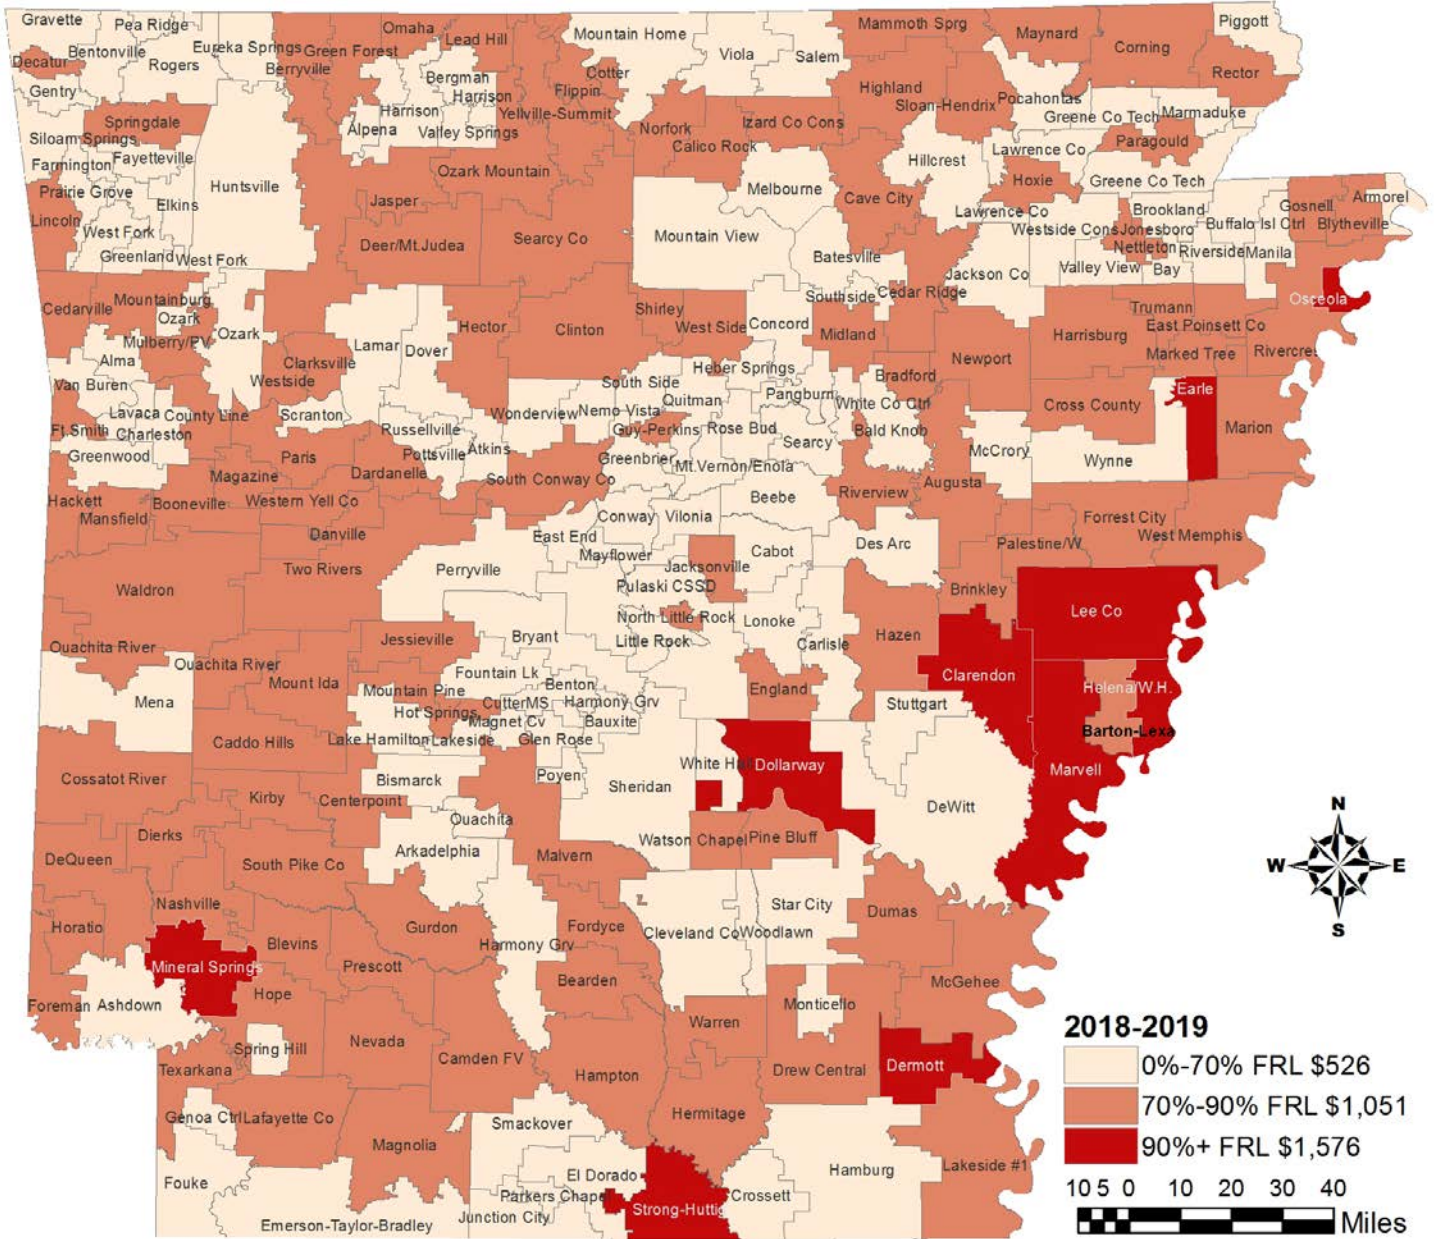 Gravette
Pea Ridge
Omaha
Lead Hill
Mountain Home
Mammoth Sprg
Maynard
Piggott
Bentonville
Eureka Springs
Green Forest
Viola
Salem
Corning
Decatur
Rogers
Berryville
Bergman
Cotter
Rector
Gentry
Harrison
Flippin
Highland
Pocahontas
Springdale
Harrison
Yellville-Summit
Sloan-Hendrix
Greene Co Tech
Marmaduke
Siloam Springs
Alpena
Valley Springs
Norfork
Izard Co Cons
Calico Rock
Lawrence Co
Paragould
Farmington
Fayetteville
Ozark Mountain
Hillcrest
Hoxie
Greene Co Tech
Prairie Grove
Huntsville
Melbourne
Elkins
Jasper
Cave City
Armorel
Lincoln
Lawrence Co
Brookland
Gosnell
West Fork
Deer/Mt.Judea
Searcy Co
Mountain View
Westside Cons
Jonesboro
Buffalo Isl Ctrl
Blytheville
Greenland
West Fork
Batesville
Nettleton
Riverside
Manila
Jackson Co
Valley View
Bay
Cedarville
Mountainburg
Southside
Cedar Ridge
Osceola
Ozark
Ozark
Shirley
West Side
Concord
Midland
Trumann
Mulberry/PV
Hector
Clinton
Harrisburg
East Poinsett Co
Alma
Lamar
Dover
Clarksville
Newport
Marked Tree
Rivercres
Van Buren
Westside
South Side
Heber Springs
Bradford
Earle
Lavaca
County Line
Scranton
Wonderview
Nemo Vista
Quitman
Pangburn
White Co Ctrl
Cross County
Ft.Smith
Charleston
Russellville
Guy-Perkins
Rose Bud
Bald Knob
Marion
Greenwood
Paris
Pottsville
Atkins
Greenbrier
Searcy
McCrory
Wynne
Magazine
Dardanelle
South Conway Co
Mt.Vernon/Enola
Augusta
Hackett
Booneville
Western Yell Co
Beebe
Riverview
Mansfield
Conway
Vilonia
Forrest City
Danville
East End
Des Arc
Palestine/W
West Memphis
Mayflower
Cabot
Waldron
Two Rivers
Perryville
Jacksonville
Pulaski CSSD
Brinkley
Lee Co
North Little Rock
Lonoke
Ouachita River
Jessieville
Bryant
Little Rock
Carlisle
Hazen
Ouachita River
Fountain Lk
Clarendon
Mena
Mount Ida
Mountain Pine
Benton
England
Helena/W.H.
Hot Springs
CutterMS
Harmony Grv
Stuttgart
Magnet Cv
Bauxite
Barton-Lexa
Caddo Hills
Lake Hamilton
Lakeside
Glen Rose
White H
Dollarway
Marvell
Cossatot River
Bismarck
Poyen
Sheridan
N
Kirby
Centerpoint
DeWitt
Dierks
Ouachita
Watson Chapel
Pine Bluff
DeQueen
South Pike Co
Arkadelphia
Malvern
W
E
Nashville
Star City
Dumas
Horatio
Gurdon
Fordyce
S
Blevins
Harmony Grv
Cleveland Co
Woodlawn
Mineral Springs
Prescott
Bearden
McGehee
Foreman
Ashdown
Hope
Monticello
Warren
2018-2019
Spring Hill
Nevada
Camden FV
0%-70% FRL $526
Texarkana
Hampton
Drew Central
Dermott
70%-90% FRL $1,051
Genoa Ctrl
Lafayette Co
Hermitage
Magnolia
Smackover
90%+ FRL $1,576
Fouke
El Dorado
Hamburg
Lakeside #1
Parkers Chapel
Crossett
10 5 0 10 20 30 40
Emerson-Taylor-Bradley
Junction City
Strong-Huttig
Miles